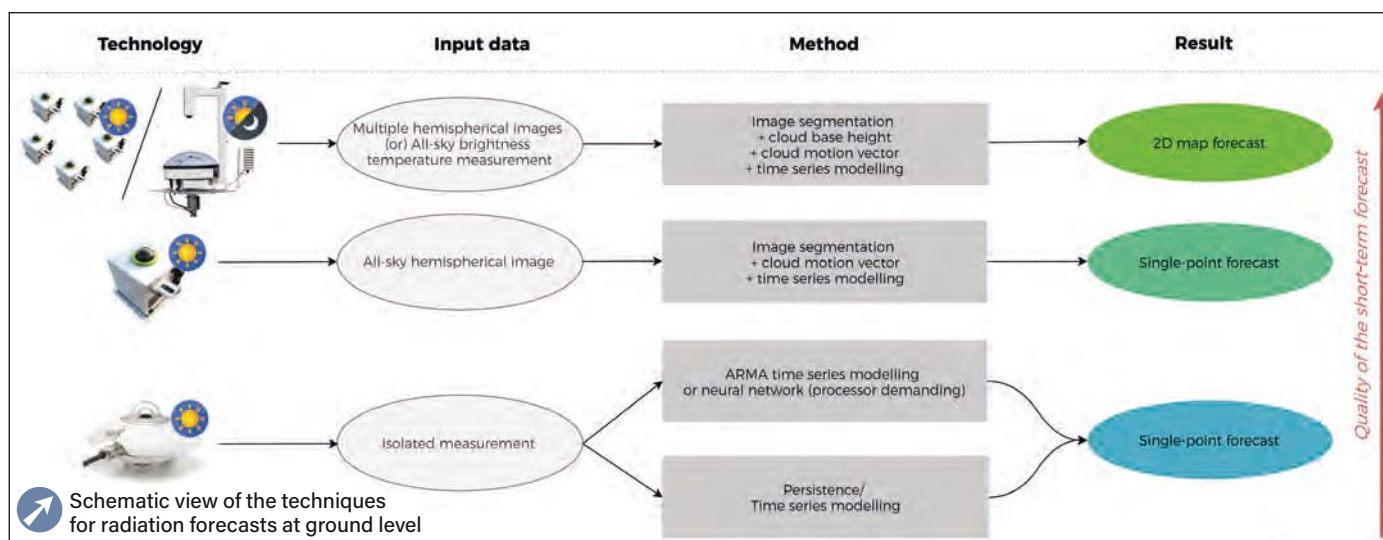 Technology
Input data
Method
Result
Multiple hemispherical images
(or) All-sky brightness
temperature measurement
Image segmentation
+ cloud base height
+ cloud motion vector
+ time series modelling
2D map forecast
All-sky hemispherical image
Image segmentation
+ cloud motion vector
+ time series modelling
Single-point forecast
Isolated measurement
ARMA time series modelling
or neural network (processor demanding)
Persistence/
Time series modelling
Single-point forecast
Quality of the short-term forecast
Schematic view of the techniques
for radiation forecasts at ground level